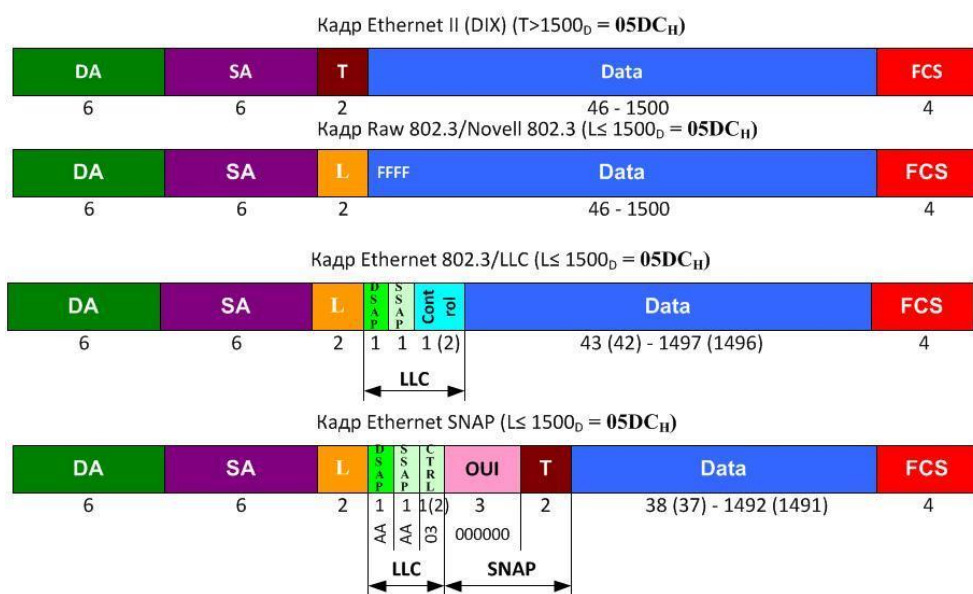 Кадр Ethernet II (DIX) (T>1500D = 05DCH)
DA SA T Data FCS
6 6 2 46 - 1500 4
Кадр Raw 802.3/Novell 802.3 (L≤ 1500D = 05DCH)
DA SA L FFFF Data FCS
6 6 2 46 - 1500 4
Кадр Ethernet 802.3/LLC (L≤ 1500D = 05DCH)
DA SA L DSAP SSAP Control Data FCS
6 6 2 1 1 1 (2) 43 (42) - 1497 (1496) 4
LLC
Кадр Ethernet SNAP (L≤ 1500D = 05DCH)
DA SA L DSAP SSAP CTRL OUI T Data FCS
6 6 2 1 1 1(2) 3 2 38 (37) - 1492 (1491) 4
AA AA 03 000000
LLC SNAP